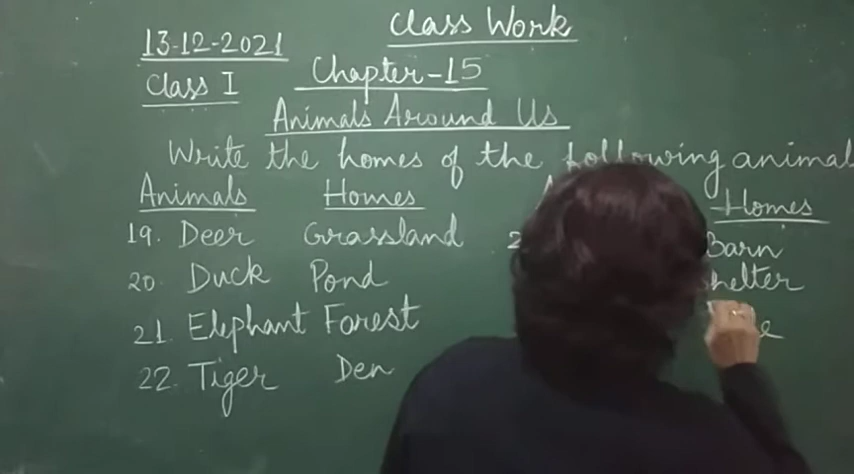 Class Work
13-12-2021
Class I
Chapter-15
Animals Around Us
Write the homes of the following animal
Animals Homes Homes
19. Deer Grassland Barn
20. Duck Pond Shelter
21. Elephant Forest
22. Tiger Den